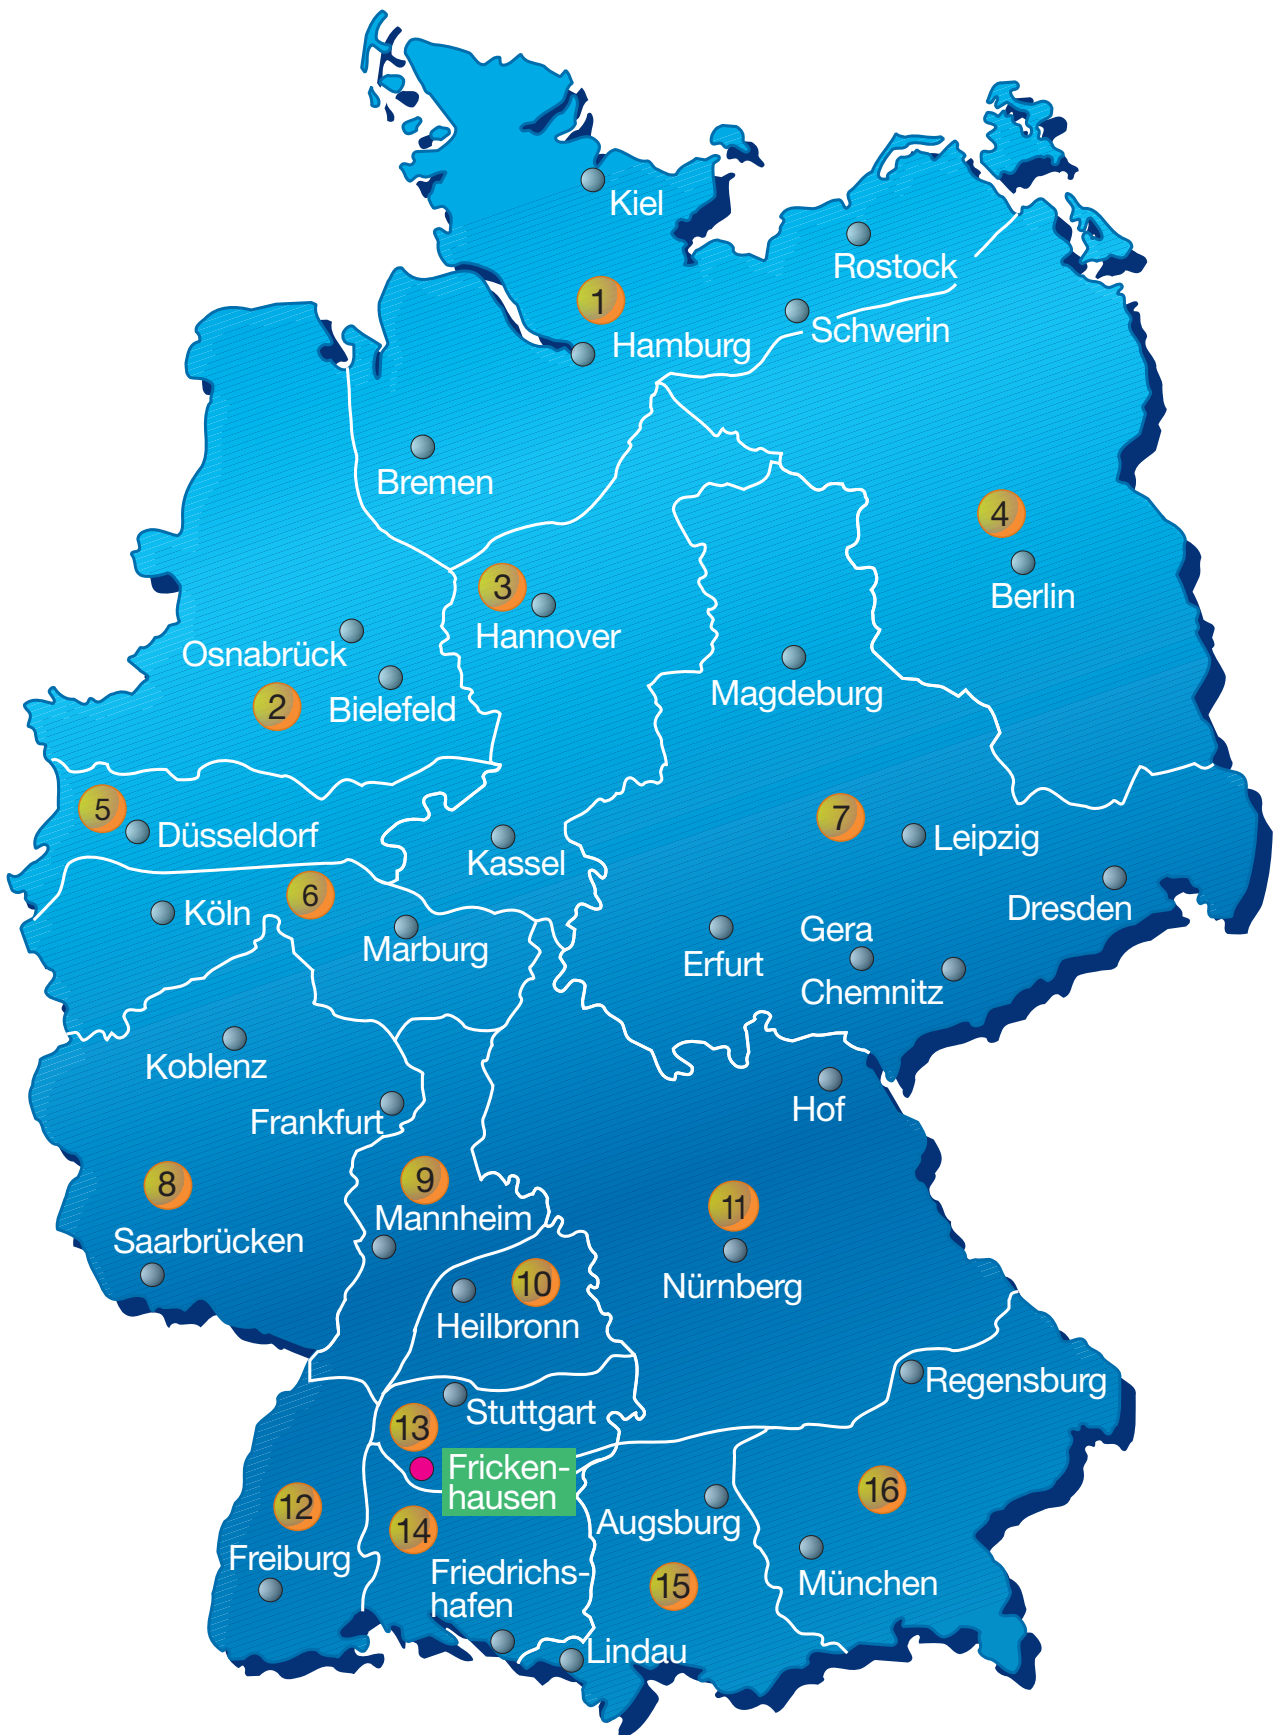 Kiel
Rostock
1
Schwerin
Hamburg
Bremen
4
3
Berlin
Hannover
Osnabrück
Magdeburg
2
Bielefeld
5
7
Düsseldorf
Leipzig
Kassel
6
Köln
Dresden
Gera
Marburg
Erfurt
Chemnitz
Koblenz
Hof
Frankfurt
9
8
11
Mannheim
Saarbrücken
10
Nürnberg
Heilbronn
Regensburg
Stuttgart
13
Fricken-
hausen
16
12
Augsburg
14
Freiburg
Friedrichs-
hafen
15
München
Lindau